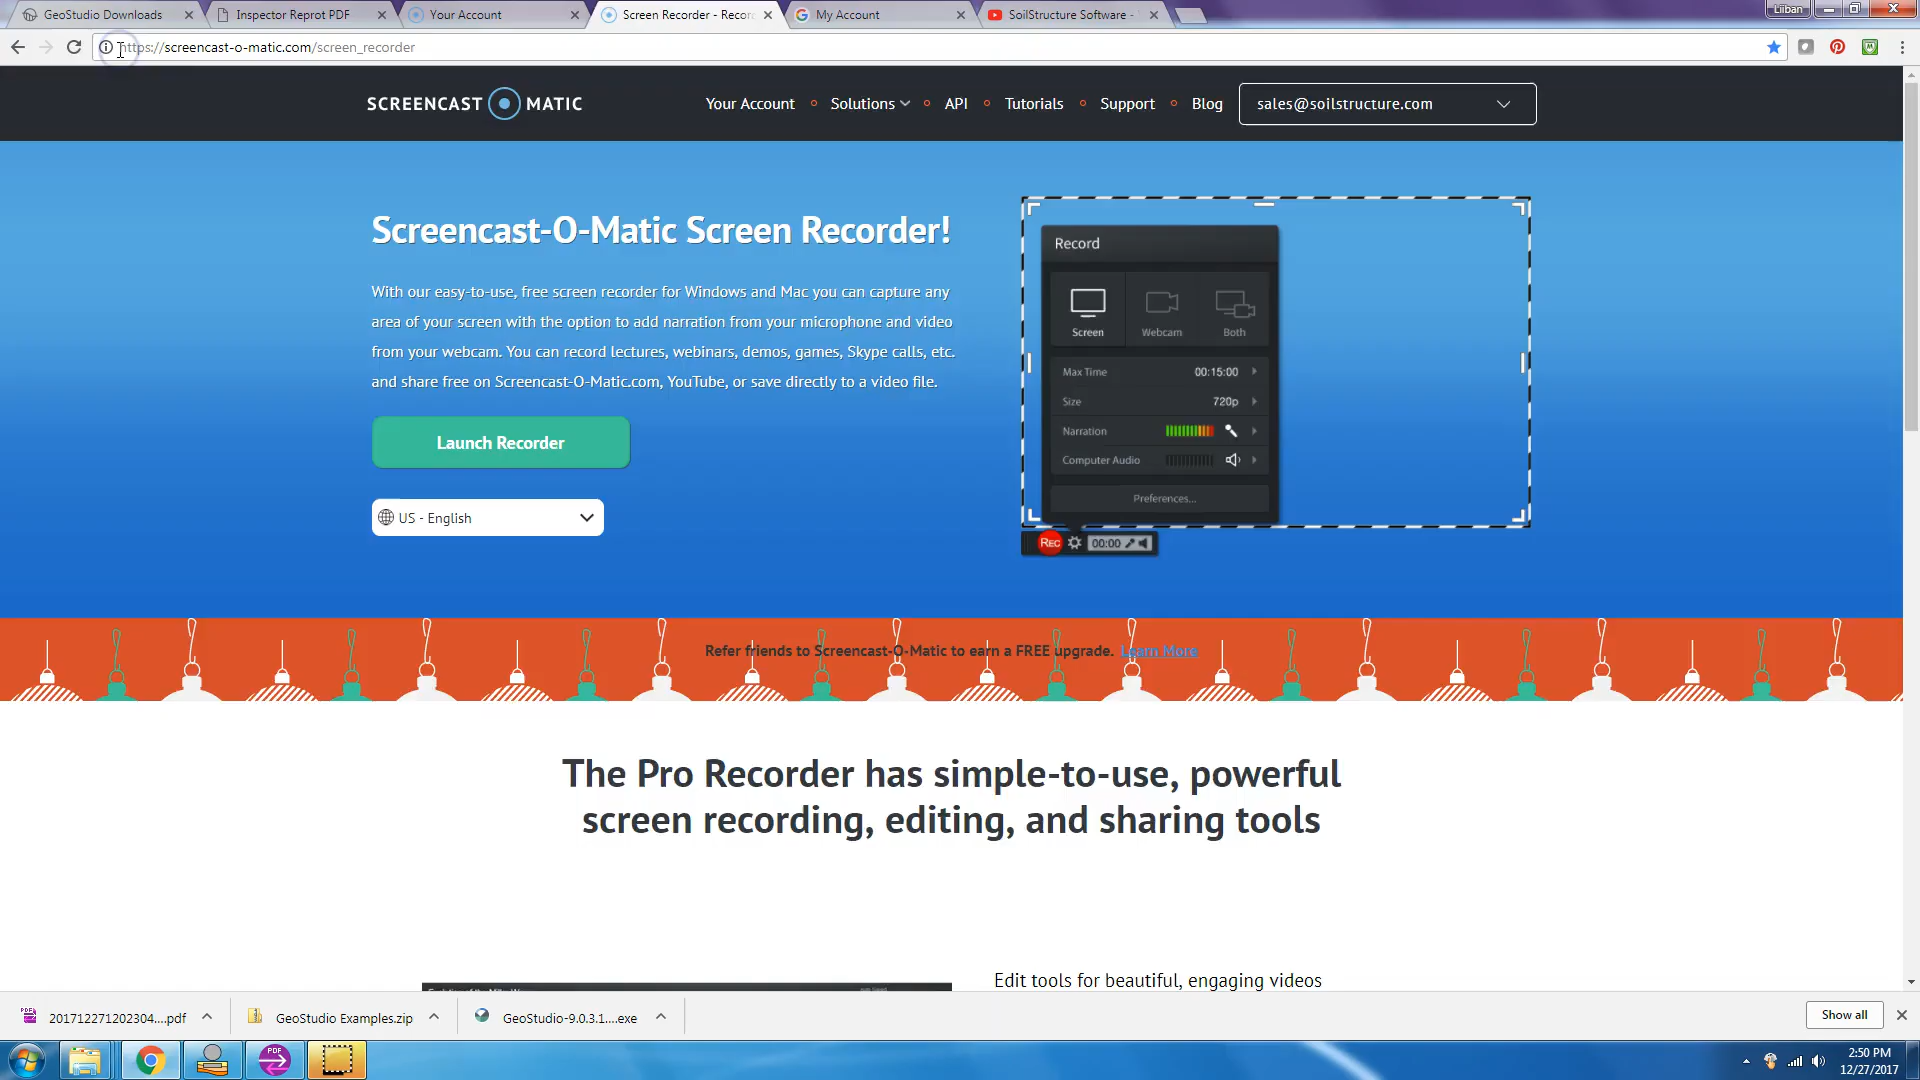 GeoStudio Downloads
Inspector Reprot PDF
Your Account
Screen Recorder - Recor
My Account
SoilStructure Software -
Liiban
https://screencast-o-matic.com/screen_recorder
SCREENCAST MATIC
Your Account
Solutions
API
Tutorials
Support
Blog
sales@soilstructure.com
Screencast-O-Matic Screen Recorder!
With our easy-to-use, free screen recorder for Windows and Mac you can capture any
area of your screen with the option to add narration from your microphone and video
from your webcam. You can record lectures, webinars, demos, games, Skype calls, etc.
and share free on Screencast-O-Matic.com, YouTube, or save directly to a video file.
Launch Recorder
US - English
Record
Screen
Webcam
Both
Max Time 00:15:00
Size 720p
Narration
Computer Audio
Preferences...
REC
00:00
Refer friends to Screencast-O-Matic to earn a FREE upgrade. Learn More
The Pro Recorder has simple-to-use, powerful
screen recording, editing, and sharing tools
Edit tools for beautiful, engaging videos
201712271202304....pdf
GeoStudio Examples.zip
GeoStudio-9.0.3.1....exe
Show all
PDF
2:50 PM
12/27/2017